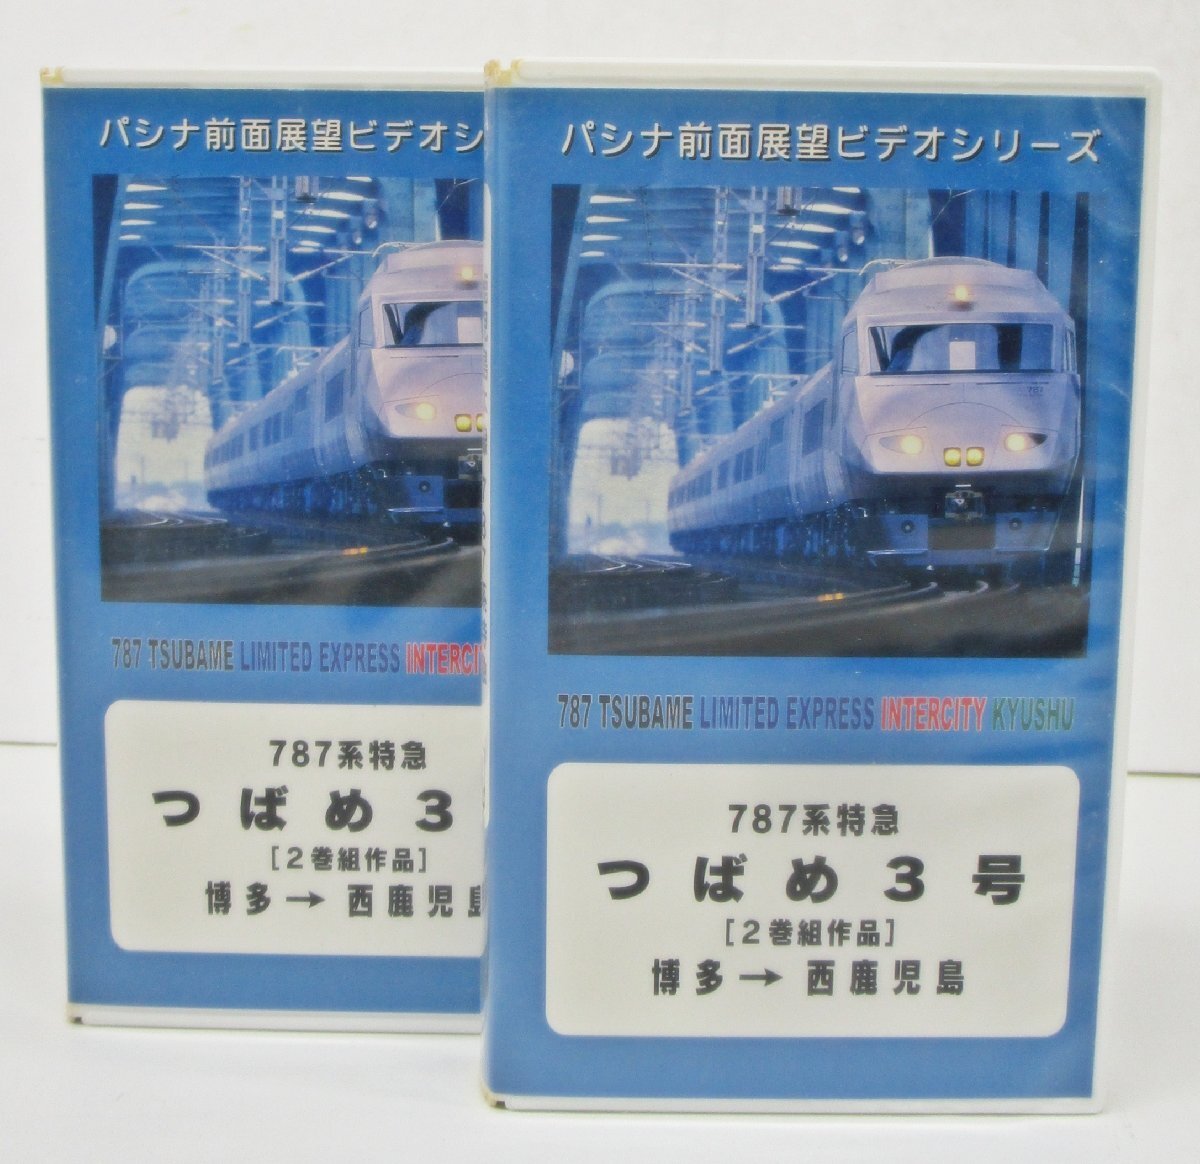 パシナ前面展望ビデオシ
787 TSUBAME LIMITED EXPRESS INTERCIT
787系特急
つばめ3
[2巻組作品]
博多→西鹿児島
パシナ前面展望ビデオシリーズ
787 TSUBAME LIMITED EXPRESS INTERCITY KYUSHU
787系特急
つばめ3号
[2巻組作品]
博多→西鹿児島